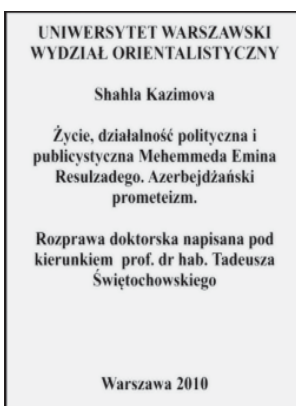 UNIWERSYTET WARSZAWSKI
WYDZIAŁ ORIENTALISTYCZNY
Shahla Kazimova
Życie, działalność polityczna i
publicystyczna Mehemmeda Emina
Resulzadego. Azerbejdżański
prometeizm.
Rozprawa doktorska napisana pod
kierunkiem prof. dr hab. Tadeusza
Świętochowskiego
Warszawa 2010